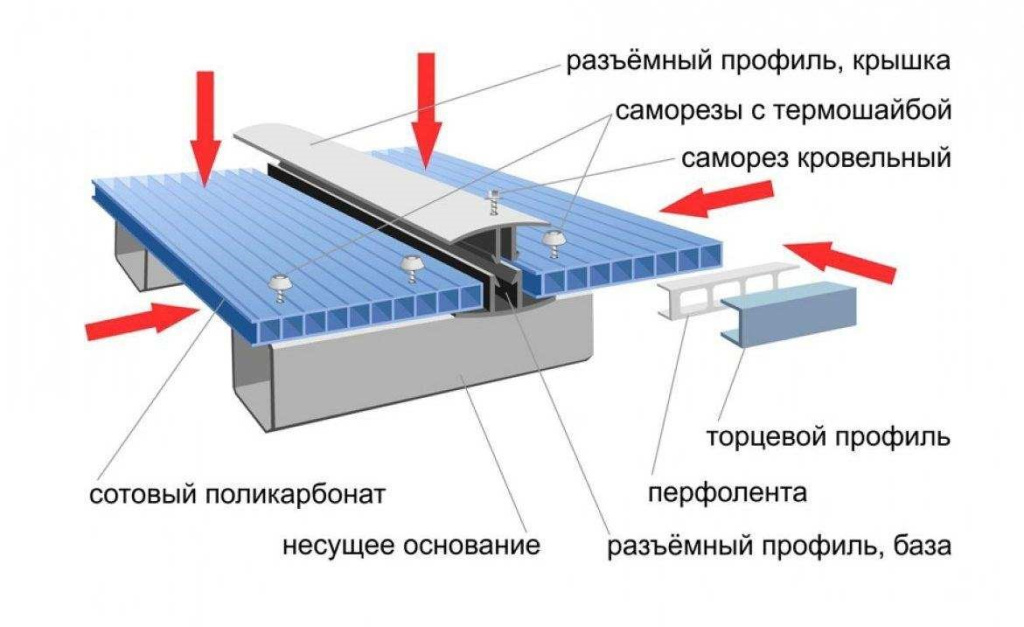 разъёмный профиль, крышка
саморезы с термошайбой
саморез кровельный
торцевой профиль
сотовый поликарбонат
перфолента
несущее основание
разъёмный профиль, база